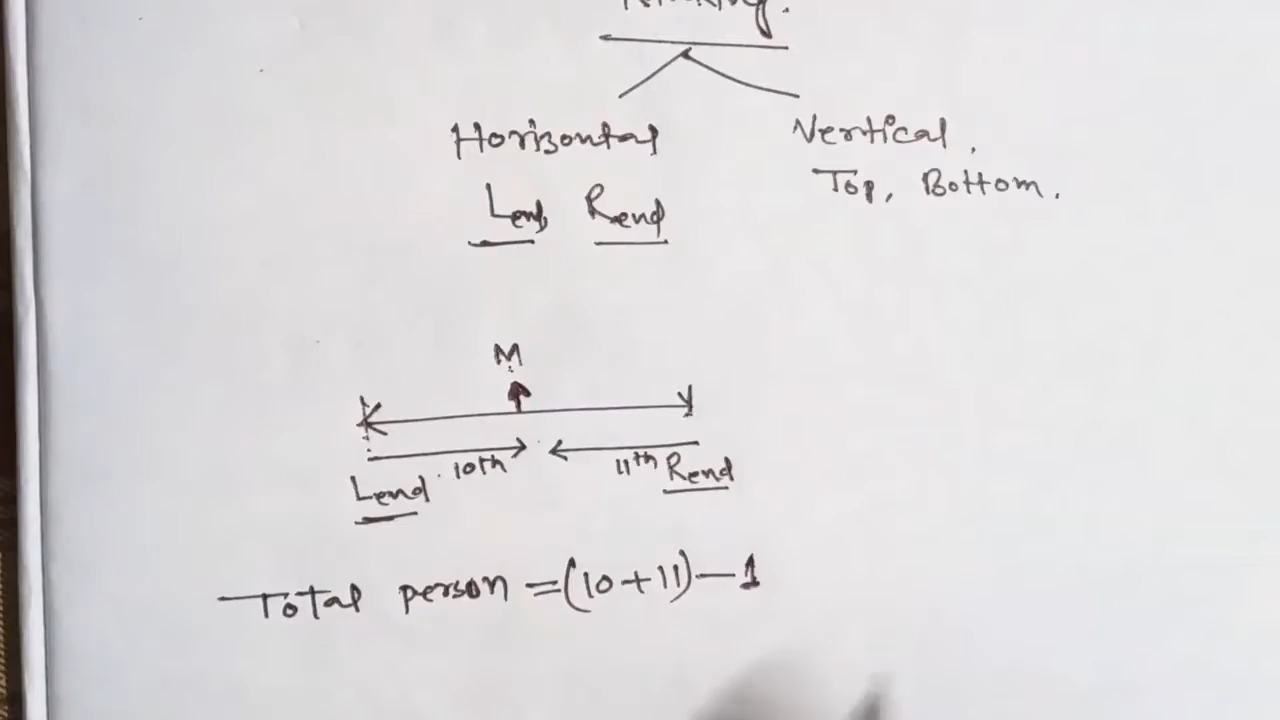 Horizontal Vertical,
Lend, Rend Top, Bottom.
M
10th 11th
Lend Rend
Total person = (10+11)-1